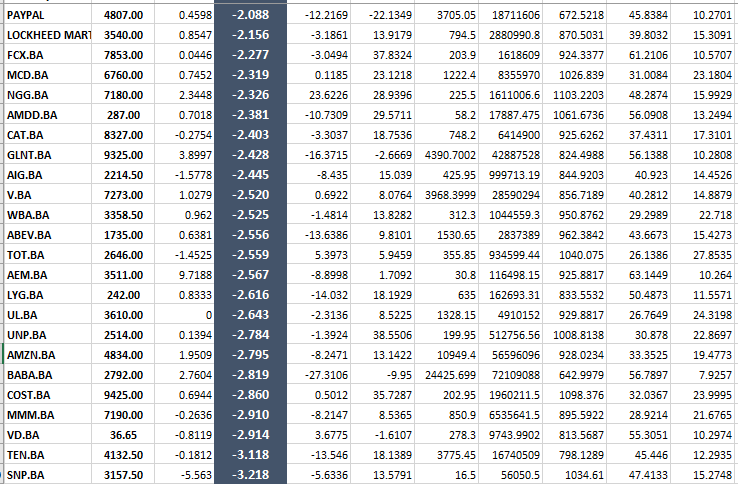 PAYPAL 4807.00 0.4598 -2.088 -12.2169 -22.1349 3705.05 18711606 672.5218 45.8384 10.2701
LOCKHEED MART 3540.00 0.8547 -2.156 -3.1861 13.9179 794.5 2880990.8 870.5031 39.8032 15.3091
FCX.BA 7853.00 0.0446 -2.277 -3.0494 37.8324 203.9 1618609 924.3377 61.2106 10.5707
MCD.BA 6760.00 0.7452 -2.319 0.1185 23.1218 1222.4 8355970 1026.839 31.0084 23.1804
NGG.BA 7180.00 2.3448 -2.326 23.6226 28.9396 225.5 1611006.6 1103.2203 48.2874 15.9929
AMDD.BA 287.00 0.7018 -2.381 -10.7309 29.5711 58.2 17887.475 1061.6736 56.0908 13.2494
CAT.BA 8327.00 -0.2754 -2.403 -3.3037 18.7536 748.2 6414900 925.6262 37.4311 17.3101
GLNT.BA 9325.00 3.8997 -2.428 -16.3715 -2.6669 4390.7002 42887528 824.4988 56.1388 10.2808
AIG.BA 2214.50 -1.5778 -2.445 -8.435 15.039 425.95 999713.19 844.9203 40.923 14.4526
V.BA 7273.00 1.0279 -2.520 0.6922 8.0764 3968.3999 28590294 856.7189 40.2812 14.8879
WBA.BA 3358.50 0.962 -2.525 -1.4814 13.8282 312.3 1044559.3 950.8762 29.2989 22.718
ABEV.BA 1735.00 0.6381 -2.556 -13.6386 9.8101 1530.65 2837389 962.3842 43.6673 15.4273
TOT.BA 2646.00 -1.4525 -2.559 5.3973 5.9459 355.85 934599.44 1040.075 26.1386 27.8535
AEM.BA 3511.00 9.7188 -2.567 -8.8998 1.7092 30.8 116498.15 925.8817 63.1449 10.264
LYG.BA 242.00 0.8333 -2.616 -14.032 18.1929 635 162693.31 833.5532 50.4873 11.5571
UL.BA 3610.00 0 -2.643 -2.3136 8.5225 1328.15 4910152 929.8817 26.7649 24.3198
UNP.BA 2514.00 0.1394 -2.784 -1.3924 38.5506 199.95 512756.56 1008.8138 30.878 22.8697
AMZN.BA 4834.00 1.9509 -2.795 -8.2471 13.1422 10949.4 56596096 928.0234 33.3525 19.4773
BABA.BA 2792.00 2.7604 -2.819 -27.3106 -9.95 24425.699 72109088 642.9979 56.7897 7.9257
COST.BA 9425.00 0.6944 -2.860 0.5012 35.7287 202.95 1960211.5 1098.376 32.0367 23.9995
MMM.BA 7190.00 -0.2636 -2.910 -8.2147 8.5365 850.9 6535641.5 895.5922 28.9214 21.6765
VD.BA 36.65 -0.8119 -2.914 3.6775 -1.6107 278.3 9743.9902 813.5687 55.3051 10.2974
TEN.BA 4132.50 -0.1812 -3.118 -13.546 18.1389 3775.45 16740509 798.1289 45.446 12.2935
SNP.BA 3157.50 -5.563 -3.218 -5.6336 13.5791 16.5 56050.5 1034.61 47.4133 15.2748